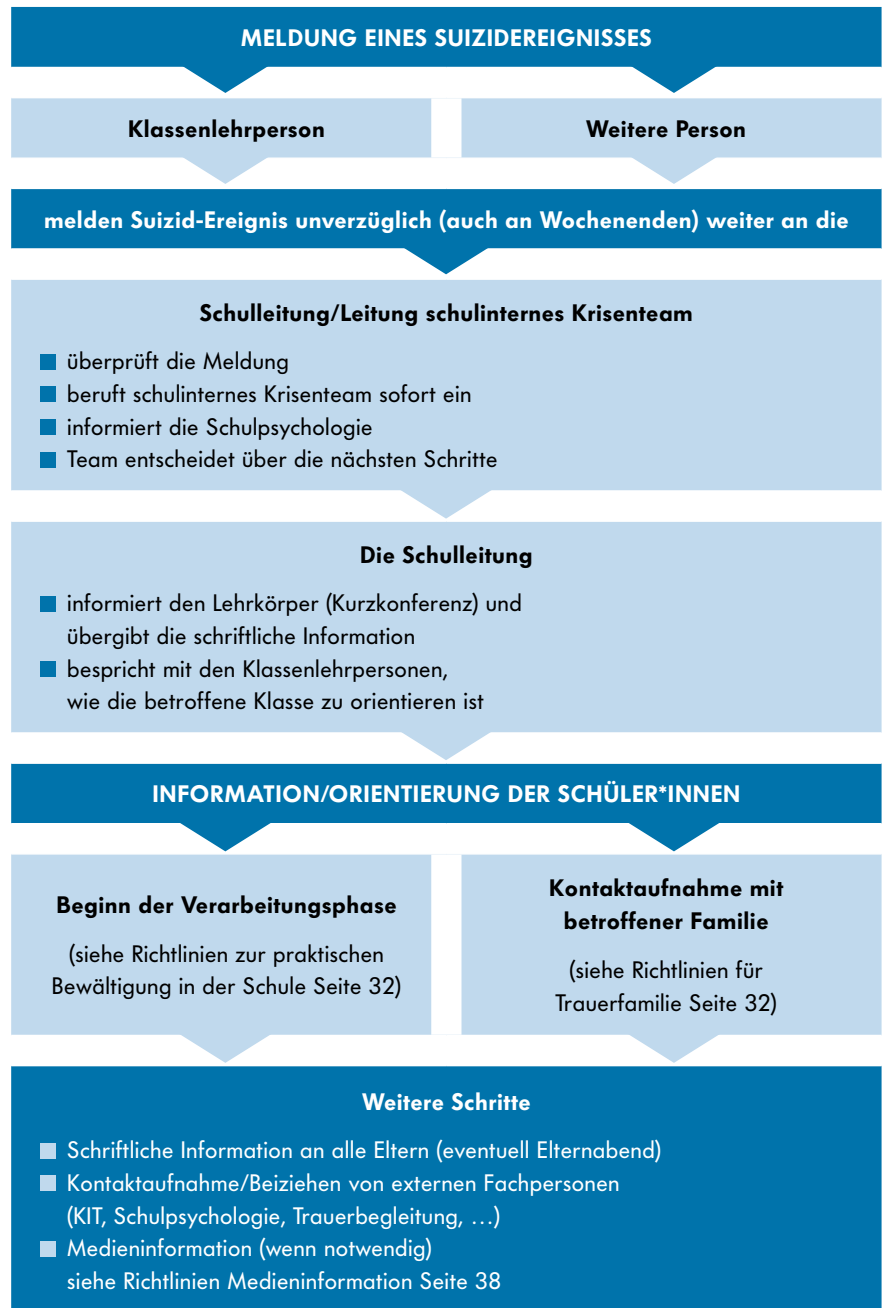 MELDUNG EINES SUIZIDEREIGNISSES
Klassenlehrperson
Weitere Person
melden Suizid-Ereignis unverzüglich (auch an Wochenenden) weiter an die
Schulleitung/Leitung schulinternes Krisenteam
überprüft die Meldung
beruft schulinternes Krisenteam sofort ein
informiert die Schulpsychologie
Team entscheidet über die nächsten Schritte
Die Schulleitung
informiert den Lehrkörper (Kurzkonferenz) und
übergibt die schriftliche Information
bespricht mit den Klassenlehrpersonen,
wie die betroffene Klasse zu orientieren ist
INFORMATION/ORIENTIERUNG DER SCHÜLER*INNEN
Beginn der Verarbeitungsphase
(siehe Richtlinien zur praktischen
Bewältigung in der Schule Seite 32)
Kontaktaufnahme mit
betroffener Familie
(siehe Richtlinien für
Trauerfamilie Seite 32)
Weitere Schritte
Schriftliche Information an alle Eltern (eventuell Elternabend)
Kontaktaufnahme/Beiziehen von externen Fachpersonen
(KIT, Schulpsychologie, Trauerbegleitung, …)
Medieninformation (wenn notwendig)
siehe Richtlinien Medieninformation Seite 38